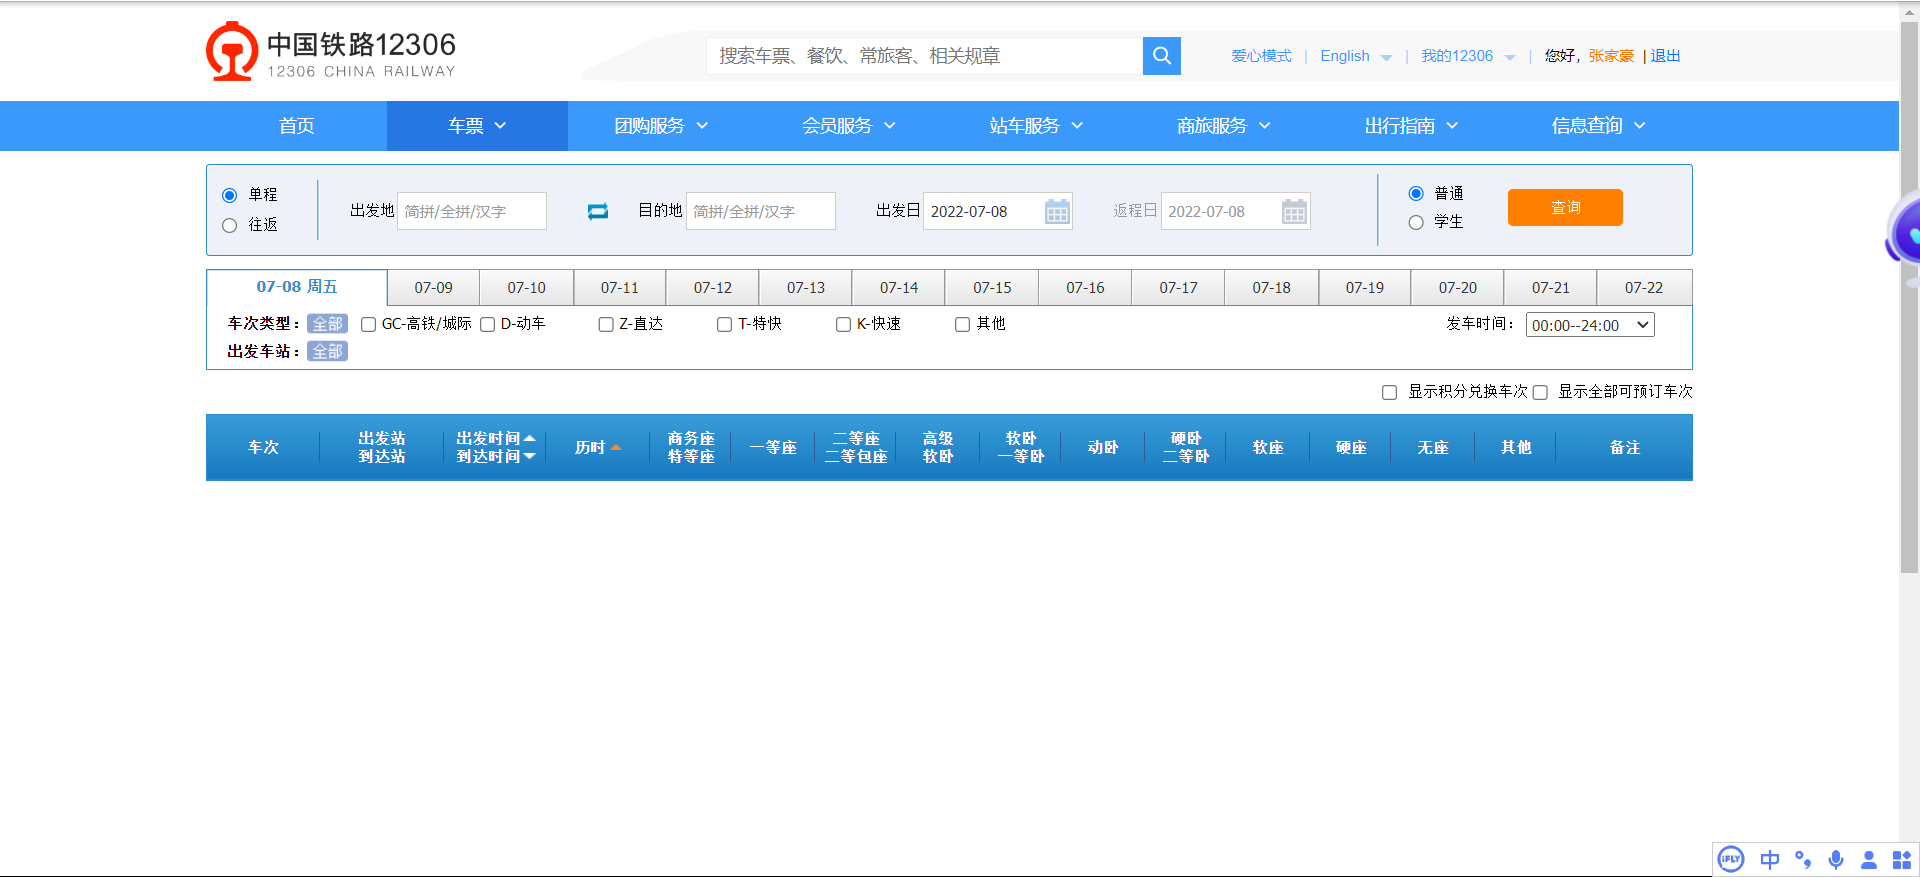 中国铁路12306
12306 CHINA RAILWAY
搜索车票、餐饮、常旅客、相关规章
爱心模式 | English | 我的12306 | 您好，张家豪 | 退出
首页 车票 团购服务 会员服务 站车服务 商旅服务 出行指南 信息查询
单程
往返
出发地 简拼/全拼/汉字 目的地 简拼/全拼/汉字 出发日 2022-07-08 返程日 2022-07-08
普通
学生
查询
07-08 周五 07-09 07-10 07-11 07-12 07-13 07-14 07-15 07-16 07-17 07-18 07-19 07-20 07-21 07-22
车次类型： 全部 GC-高铁/城际 D-动车 Z-直达 T-特快 K-快速 其他 发车时间： 00:00--24:00
出发车站： 全部
显示积分兑换车次 显示全部可预订车次
车次
出发站
到达站
出发时间
到达时间
历时
商务座
特等座
一等座
二等座
二等包座
高级
软卧
软卧
一等卧
动卧
硬卧
二等卧
软座
硬座
无座
其他
备注
iFLY 中